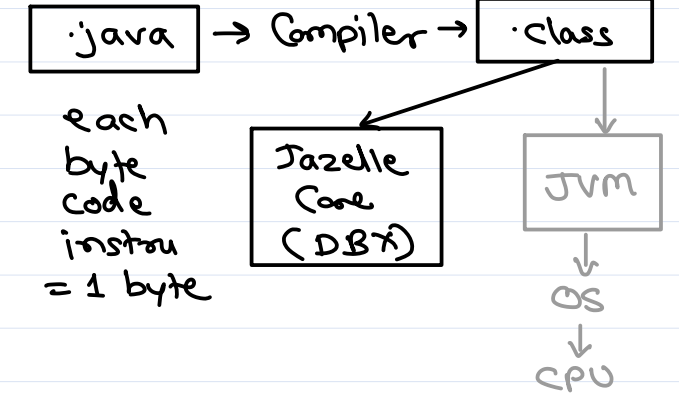 .java → Compiler → .class
each
byte
code
instru
= 1 byte
Jazelle
Core
(DBX)
JVM
OS
CPU